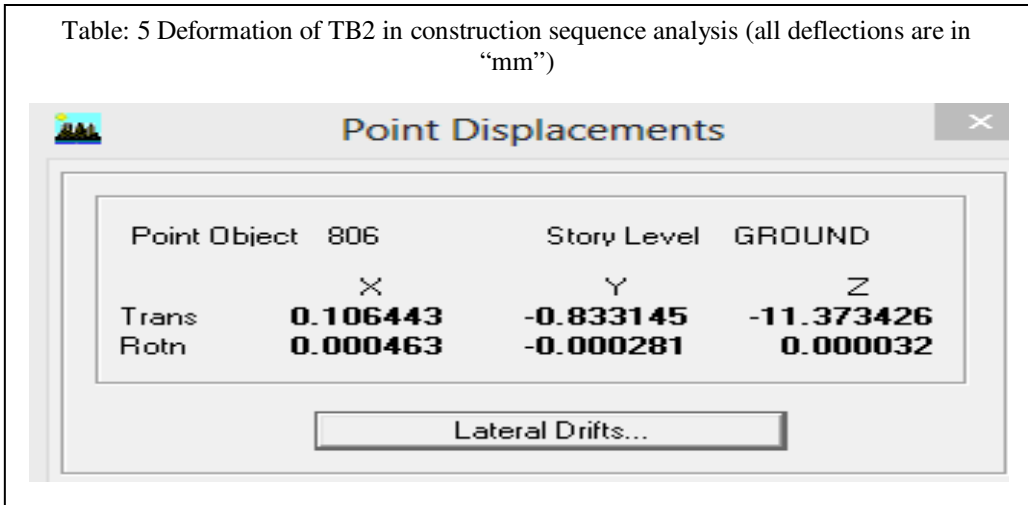 Table: 5 Deformation of TB2 in construction sequence analysis (all deflections are in
“mm”)
Point Displacements
Point Object 806 Story Level GROUND
X Y Z
Trans 0.106443 -0.833145 -11.373426
Rotn 0.000463 -0.000281 0.000032
Lateral Drifts...